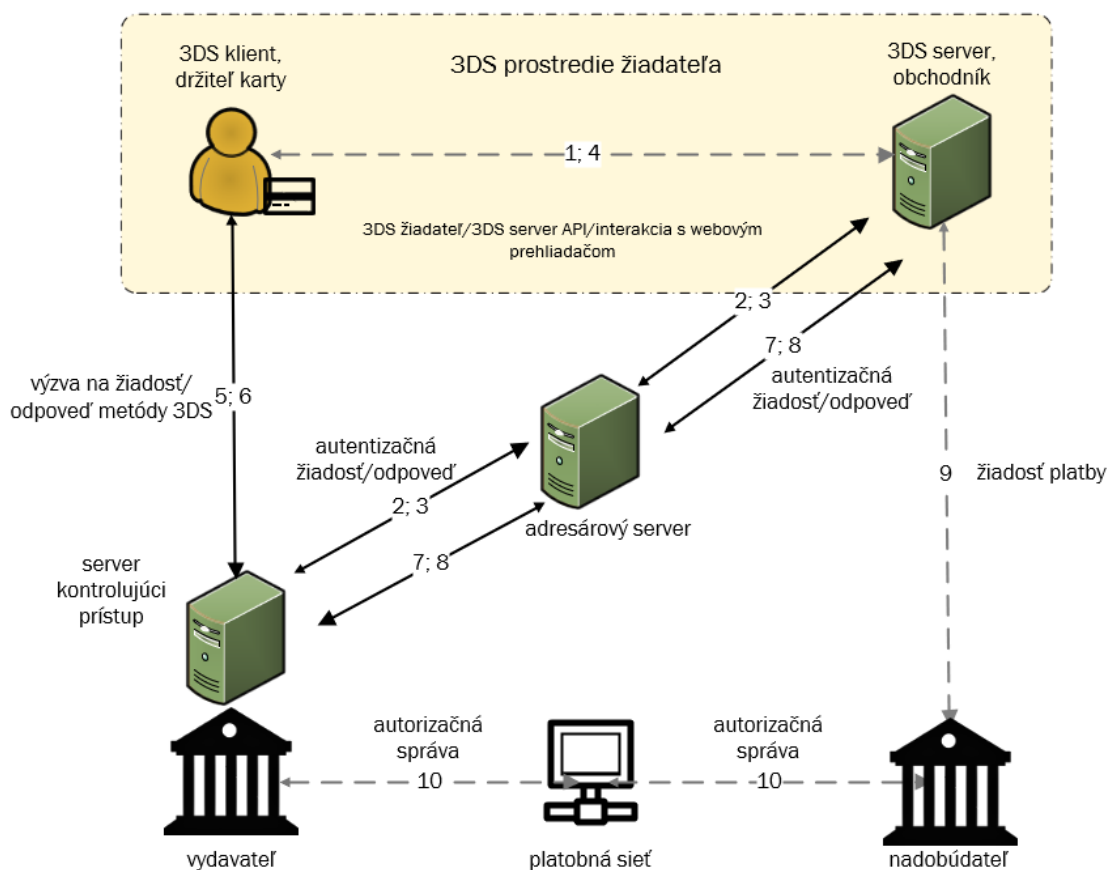 3DS klient,
držiteľ karty
3DS prostredie žiadateľa
3DS server,
obchodník
1; 4
3DS žiadateľ/3DS server API/interakcia s webovým
prehliadačom
2; 3
7; 8
autentizačná
žiadosť/odpoveď
výzva na žiadosť/
odpoveď metódy 3DS
5; 6
autentizačná
žiadosť/odpoveď
2; 3
7; 8
adresárový server
9
žiadosť platby
server
kontrolujúci
prístup
autorizačná
správa
10
autorizačná
správa
10
vydavateľ
platobná sieť
nadobúdateľ